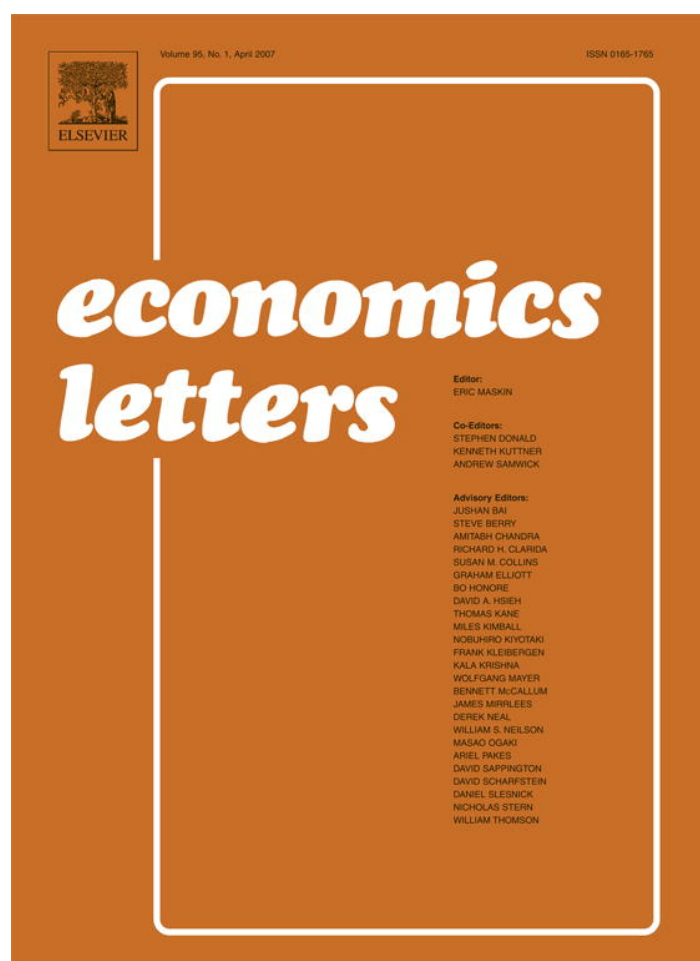 Volume 95, No. 1, April 2007
ISSN 0165-1765
ELSEVIER
economics
letters
Editor:
ERIC MASKIN
Co-Editors:
STEPHEN DONALD
KENNETH KUTTNER
ANDREW SAMWICK
Advisory Editors:
JUSHAN BAI
STEVE BERRY
AMITABH CHANDRA
RICHARD H. CLARIDA
SUSAN M. COLLINS
GRAHAM ELLIOTT
BO HONORE
DAVID A. HSIEH
THOMAS KANE
MILES KIMBALL
NOBUHIRO KIYOTAKI
FRANK KLEIBERGEN
KALA KRISHNA
WOLFGANG MAYER
BENNETT McCALLUM
JAMES MIRRLEES
DEREK NEAL
WILLIAM S. NEILSON
MASAO OGAKI
ARIEL PAKES
DAVID SAPPINGTON
DAVID SCHARFSTEIN
DANIEL SLESNICK
NICHOLAS STERN
WILLIAM THOMSON